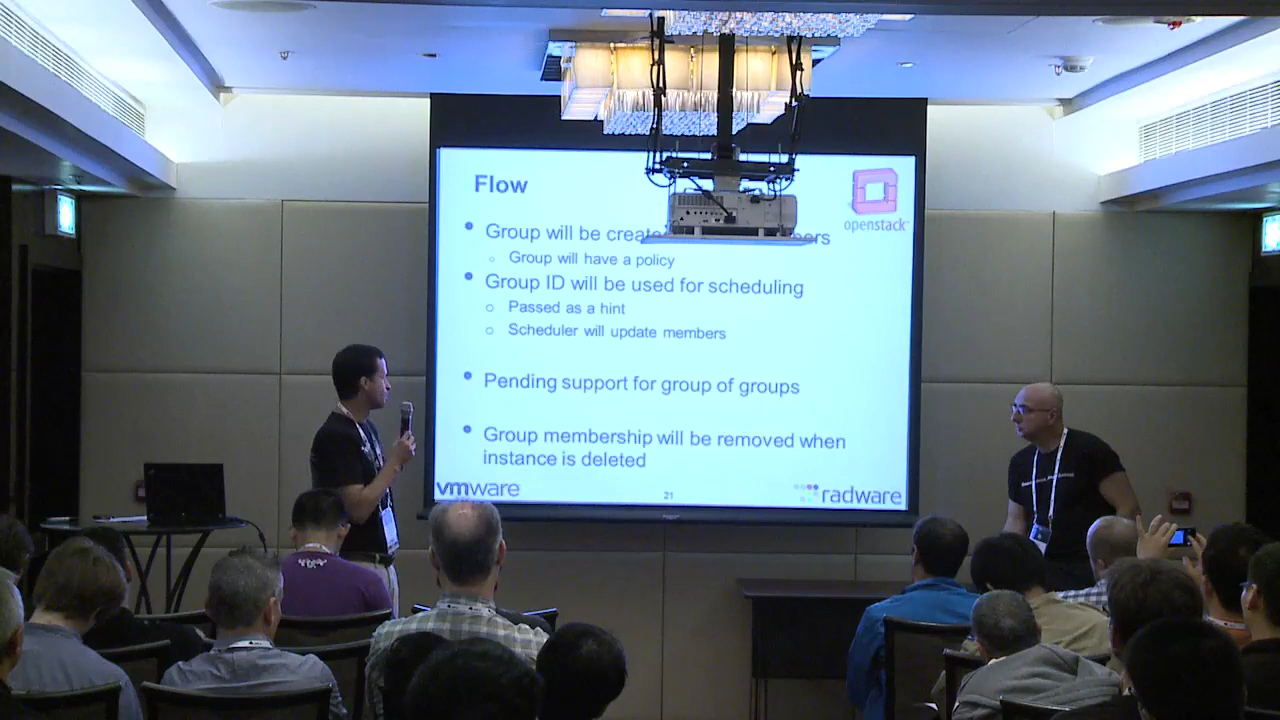 Flow
openstack
Group will be
Group will have a policy
Group ID will be used for scheduling
Passed as a hint
Scheduler will update members
Pending support for group of groups
Group membership will be removed when
instance is deleted
vmware
21
radware